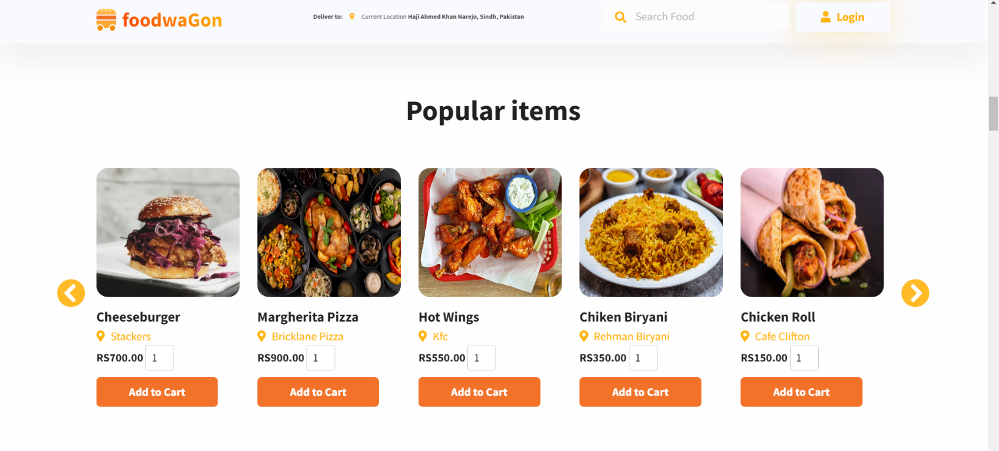 foodwaGon
Deliver to: Current Location Haji Ahmed Khan Narejo, Sindh, Pakistan
Search Food
Login
Popular items
Cheeseburger
Stackers
RS700.00 1
Add to Cart
Margherita Pizza
Bricklane Pizza
RS900.00 1
Add to Cart
Hot Wings
Kfc
RS550.00 1
Add to Cart
Chiken Biryani
Rehman Biryani
RS350.00 1
Add to Cart
Chicken Roll
Cafe Clifton
RS150.00 1
Add to Cart